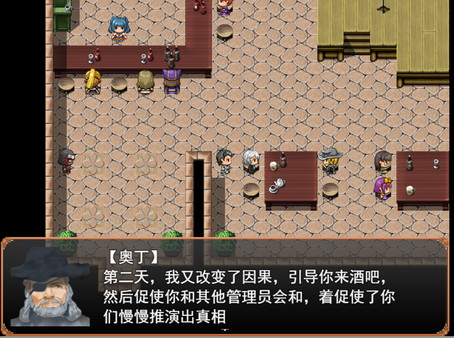 【奥丁】
第二天，我又改变了因果，引导你来酒吧，
然后促使你和其他管理员会和，着促使了你
们慢慢推演出真相